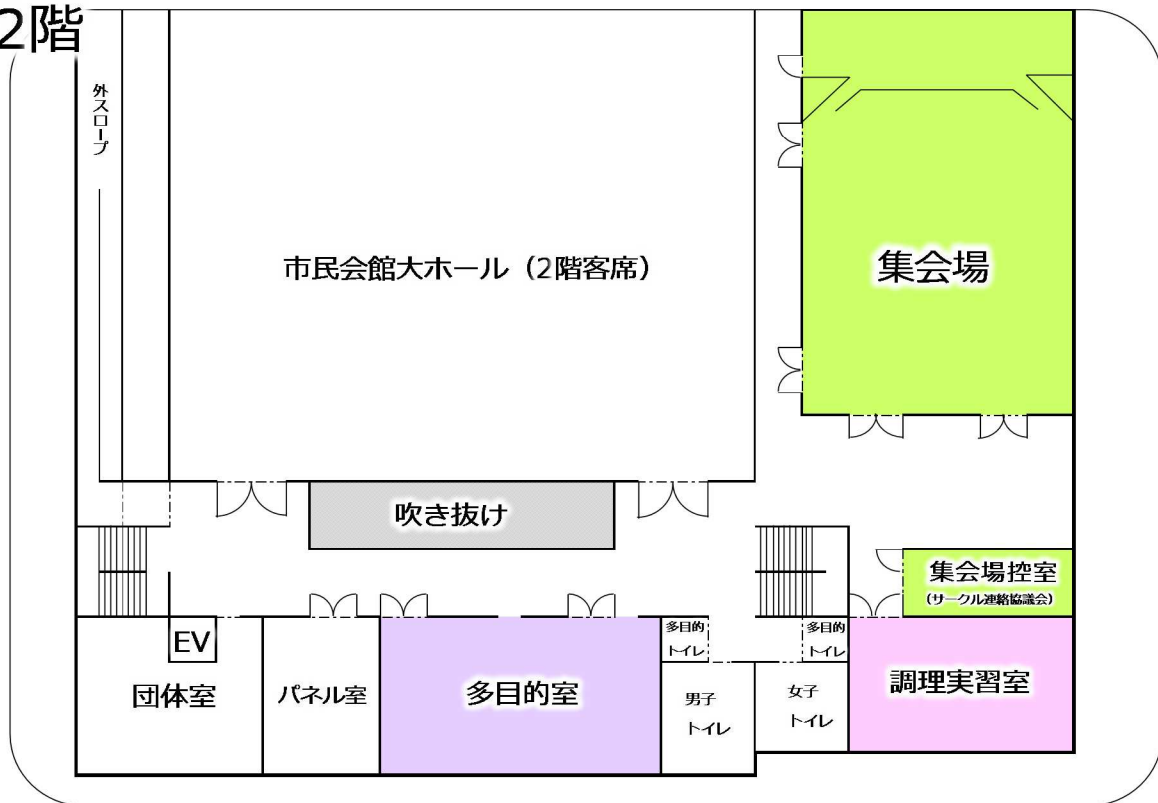 2階
外スロープ
市民会館大ホール（2階客席）
集会場
吹き抜け
集会場控室
(サークル連絡協議会)
EV
団体室
パネル室
多目的室
多目的
トイレ
男子
トイレ
多目的
トイレ
女子
トイレ
調理実習室